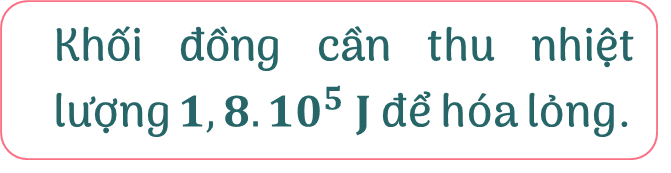 Khối đồng cần thu nhiệt
lượng 1,8.10⁵ J để hóa lỏng.